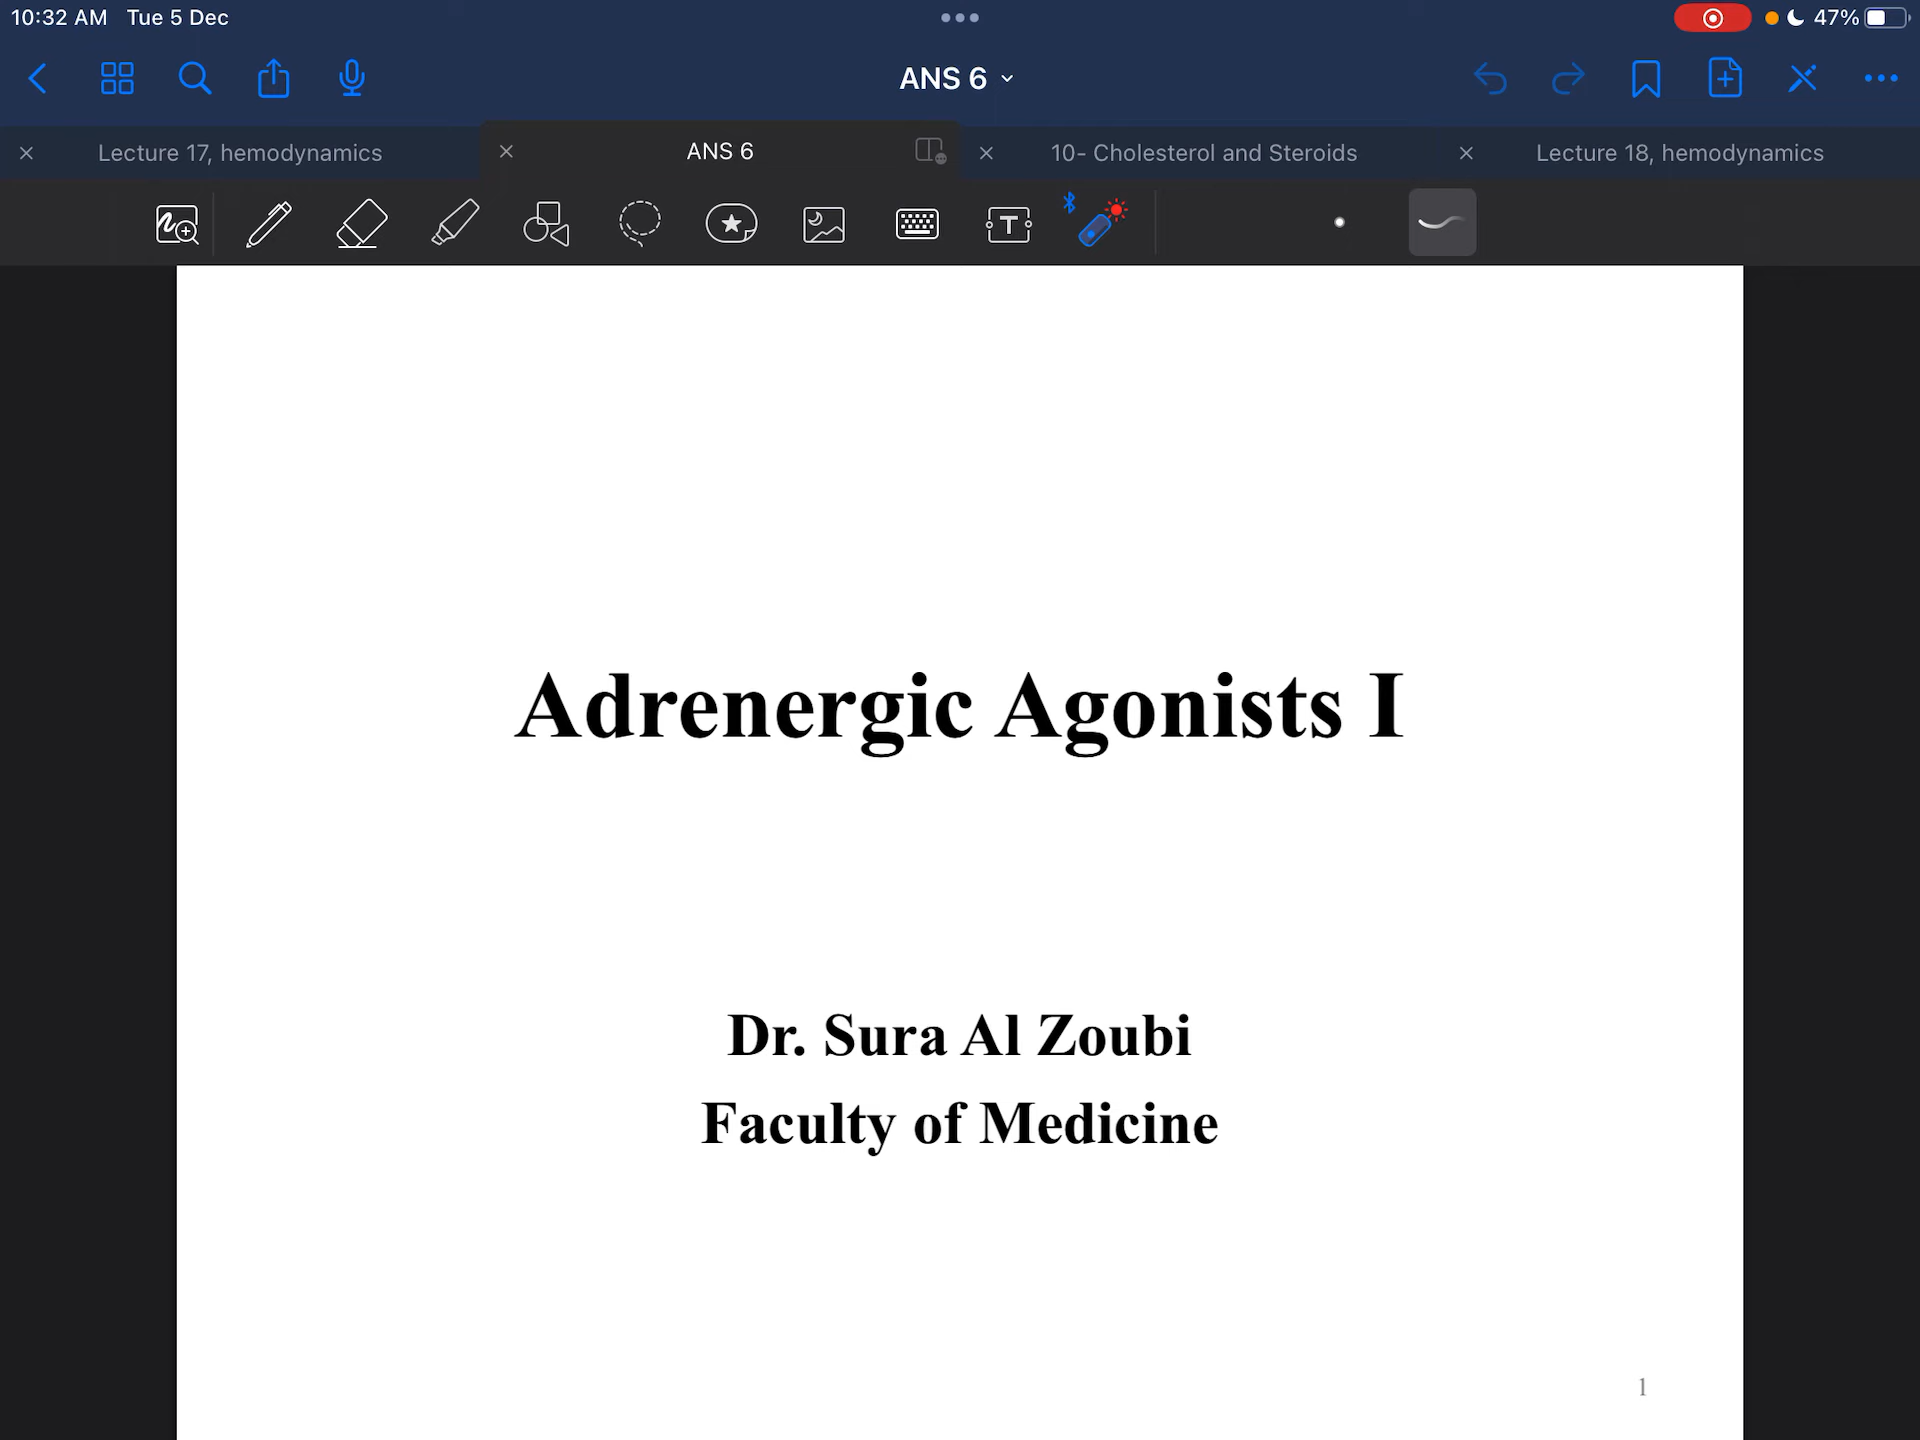 10:32 AM Tue 5 Dec
47%
ANS 6
Lecture 17, hemodynamics
ANS 6
10- Cholesterol and Steroids
Lecture 18, hemodynamics
T
Adrenergic Agonists I
Dr. Sura Al Zoubi
Faculty of Medicine
1